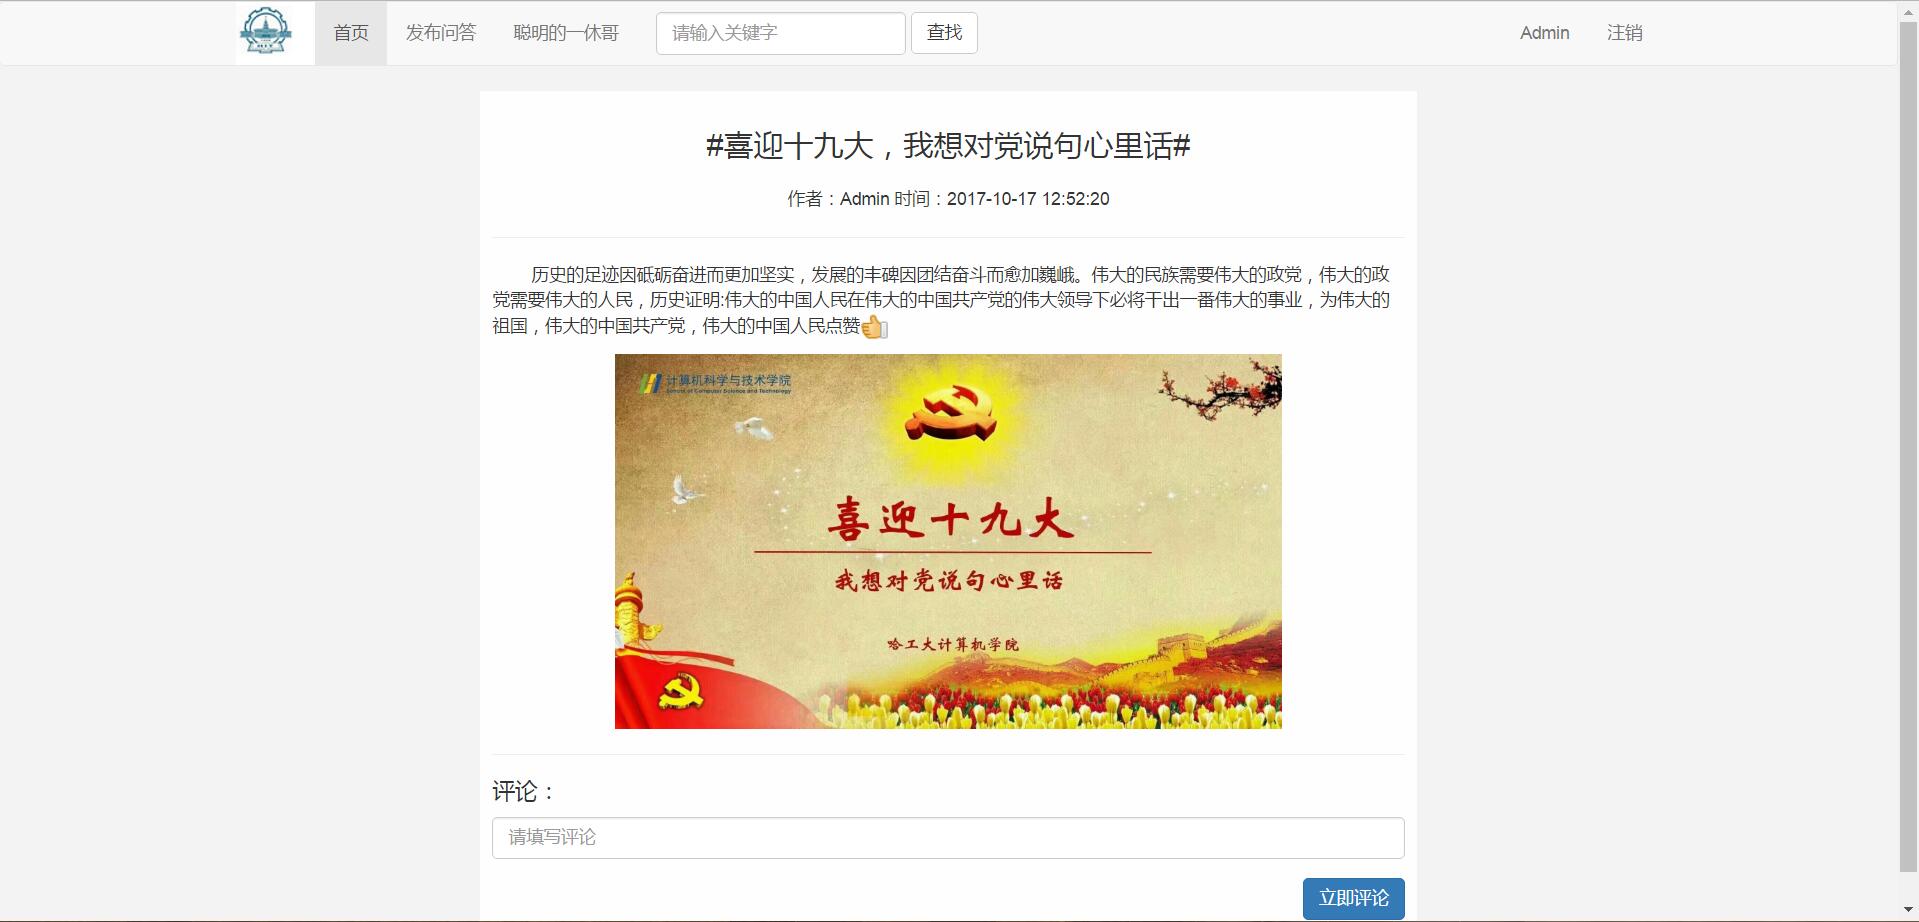 首页 发布问答 聪明的一休哥 请输入关键字 查找 Admin 注销
#喜迎十九大，我想对党说句心里话#
作者：Admin 时间：2017-10-17 12:52:20
历史的足迹因砥砺奋进而更加坚实，发展的丰碑因团结奋斗而愈加巍峨。伟大的民族需要伟大的政党，伟大的政
党需要伟大的人民，历史证明:伟大的中国人民在伟大的中国共产党的伟大领导下必将干出一番伟大的事业，为伟大的
祖国，伟大的中国共产党，伟大的中国人民点赞
计算机科学与技术学院
School of Computer Science and Technology
喜迎十九大
我想对党说句心里话
哈工大计算机学院
评论：
请填写评论
立即评论